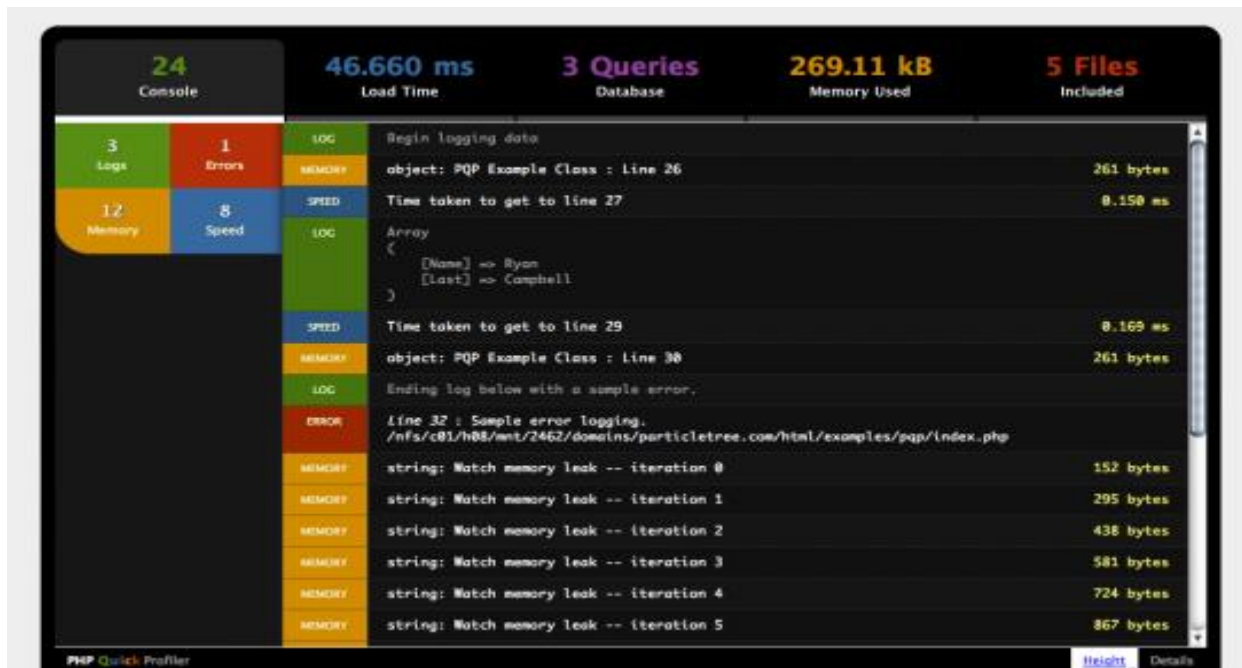 24
Console
46.660 ms
Load Time
3 Queries
Database
269.11 kB
Memory Used
5 Files
Included
3
Logs
1
Errors
12
Memory
8
Speed
LOG Begin logging data
MEMORY object: PQP Example Class : Line 26 261 bytes
SPEED Time taken to get to line 27 0.150 ms
LOG Array
(
[Name] => Ryan
[Last] => Campbell
)
SPEED Time taken to get to line 29 0.169 ms
MEMORY object: PQP Example Class : Line 30 261 bytes
LOG Ending log below with a sample error.
ERROR Line 32 : Sample error logging.
/nfs/c01/h08/mnt/2462/domains/particletree.com/html/examples/pqp/index.php
MEMORY string: Watch memory leak -- iteration 0 152 bytes
MEMORY string: Watch memory leak -- iteration 1 295 bytes
MEMORY string: Watch memory leak -- iteration 2 438 bytes
MEMORY string: Watch memory leak -- iteration 3 581 bytes
MEMORY string: Watch memory leak -- iteration 4 724 bytes
MEMORY string: Watch memory leak -- iteration 5 867 bytes
PHP Quick Profiler
Height Details